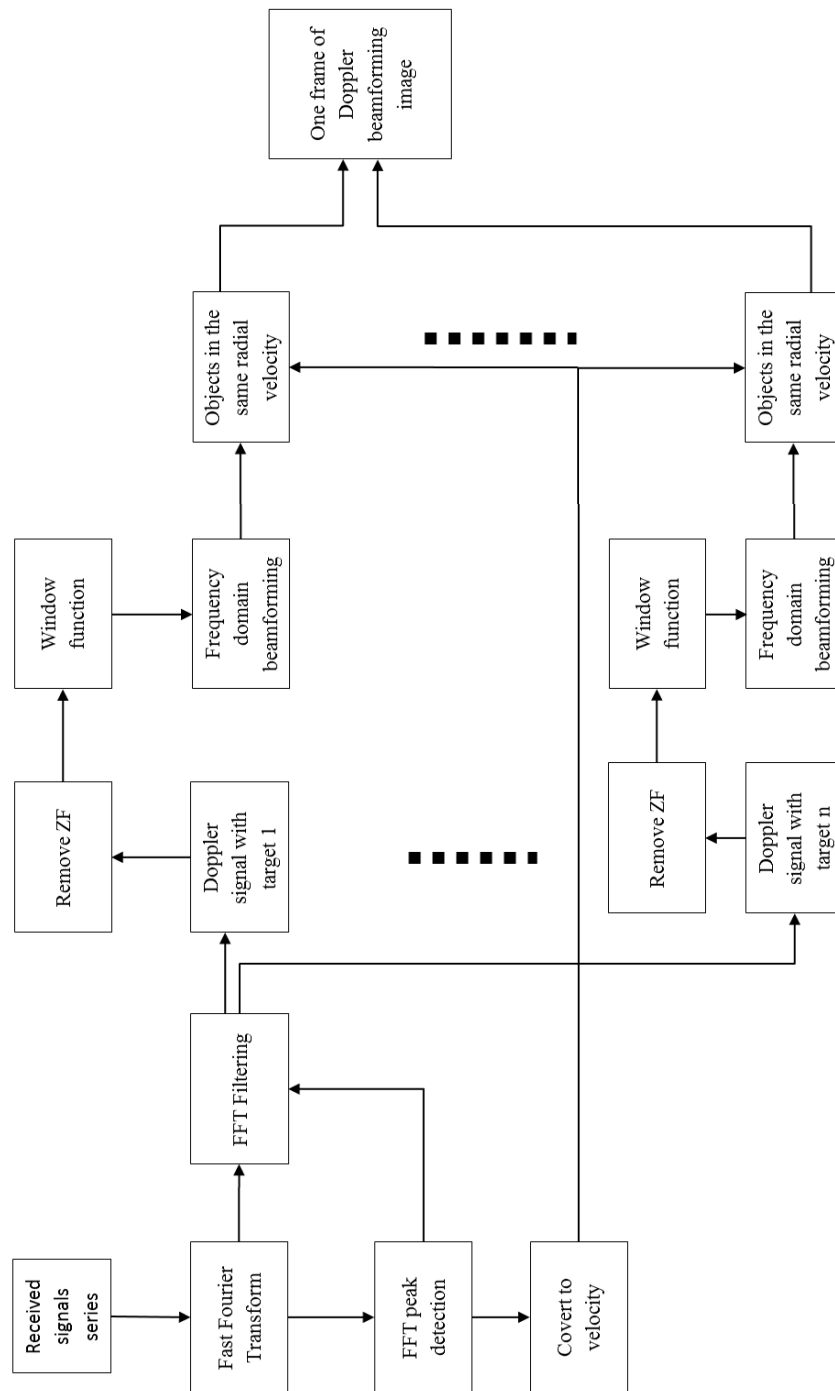 Received
signals
series
Fast Fourier
Transform
FFT peak
detection
Covert to
velocity
FFT Filtering
Doppler
signal with
target 1
Remove ZF
Window
function
Frequency
domain
beamforming
Objects in the
same radial
velocity
Doppler
signal with
target n
Remove ZF
Window
function
Frequency
domain
beamforming
Objects in the
same radial
velocity
One frame of
Doppler
beamforming
image